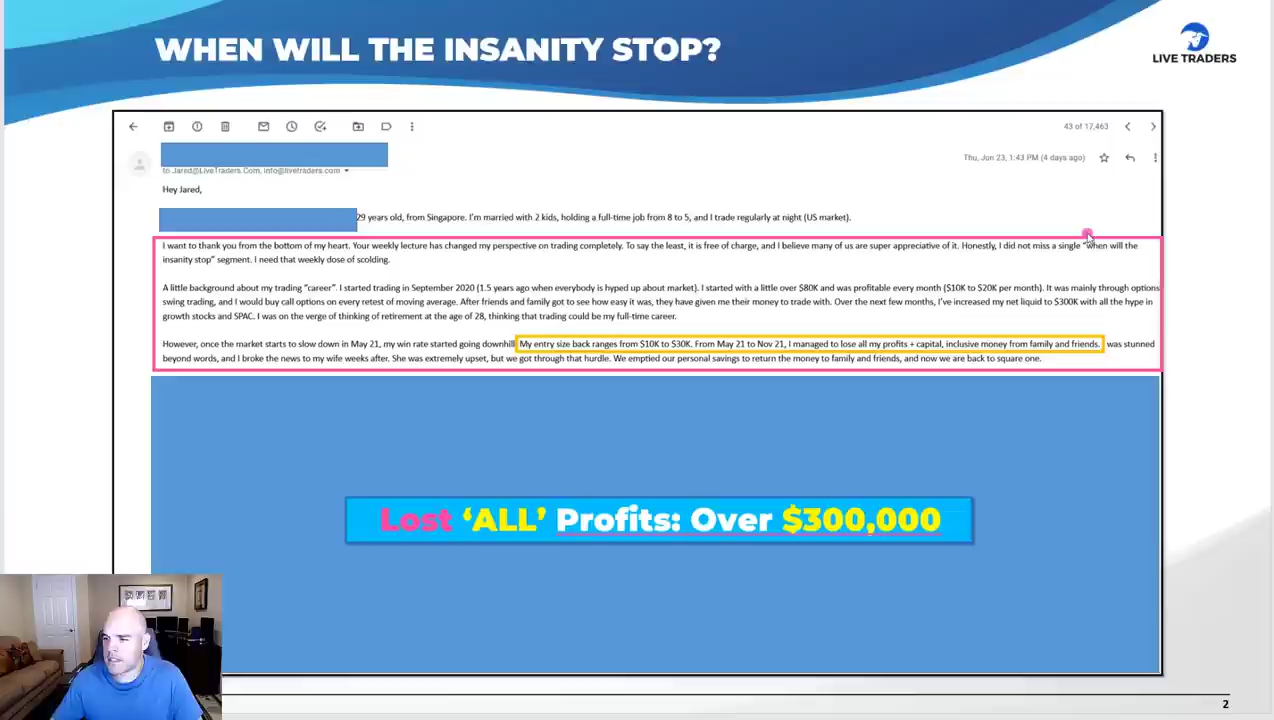 WHEN WILL THE INSANITY STOP?
LIVE TRADERS
43 of 17,463
Thu, Jun 23, 1:43 PM (4 days ago)
to Jared@LiveTraders.Com, info@livetraders.com
Hey Jared,
29 years old, from Singapore. I'm married with 2 kids, holding a full-time job from 8 to 5, and I trade regularly at night (US market).
I want to thank you from the bottom of my heart. Your weekly lecture has changed my perspective on trading completely. To say the least, it is free of charge, and I believe many of us are super appreciative of it. Honestly, I did not miss a single "when will the
insanity stop" segment. I need that weekly dose of scolding.
A little background about my trading "career". I started trading in September 2020 (1.5 years ago when everybody is hyped up about market). I started with a little over $80K and was profitable every month ($10K to $20K per month). It was mainly through options
swing trading, and I would buy call options on every retest of moving average. After friends and family got to see how easy it was, they have given me their money to trade with. Over the next few months, I've increased my net liquid to $300K with all the hype in
growth stocks and SPAC. I was on the verge of thinking of retirement at the age of 28, thinking that trading could be my full-time career.
However, once the market starts to slow down in May 21, my win rate started going downhill My entry size back ranges from $10K to $30K. From May 21 to Nov 21, I managed to lose all my profits + capital, inclusive money from family and friends. was stunned
beyond words, and I broke the news to my wife weeks after. She was extremely upset, but we got through that hurdle. We emptied our personal savings to return the money to family and friends, and now we are back to square one.
Lost 'ALL' Profits: Over $300,000
2